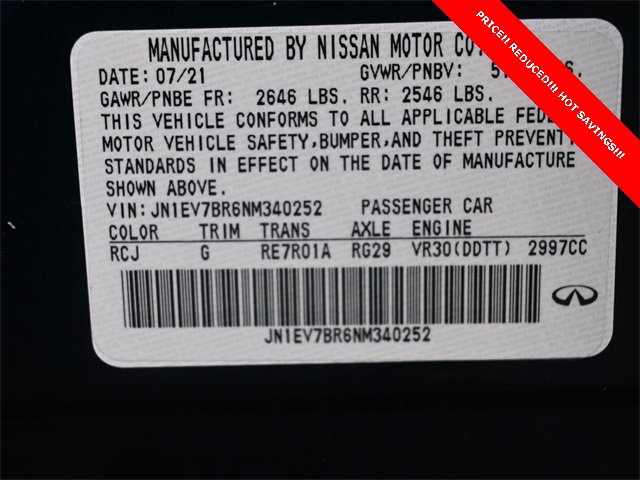 PRICE!! REDUCED!!! HOT SAVINGS!!!!
MANUFACTURED BY NISSAN MOTOR
DATE: 07/21 GVWR/PNBV:
GAWR/PNBE FR: 2646 LBS. RR: 2546 LBS.
THIS VEHICLE CONFORMS TO ALL APPLICABLE
MOTOR VEHICLE SAFETY,BUMPER,AND THEFT
STANDARDS IN EFFECT ON THE DATE OF MANUFACTURE
SHOWN ABOVE.
VIN:JN1EV7BR6NM340252 PASSENGER CAR
COLOR TRIM TRANS AXLE ENGINE
RCJ G RE7R01A RG29 VR30(DDTT) 2997CC
JN1EV7BR6NM340252